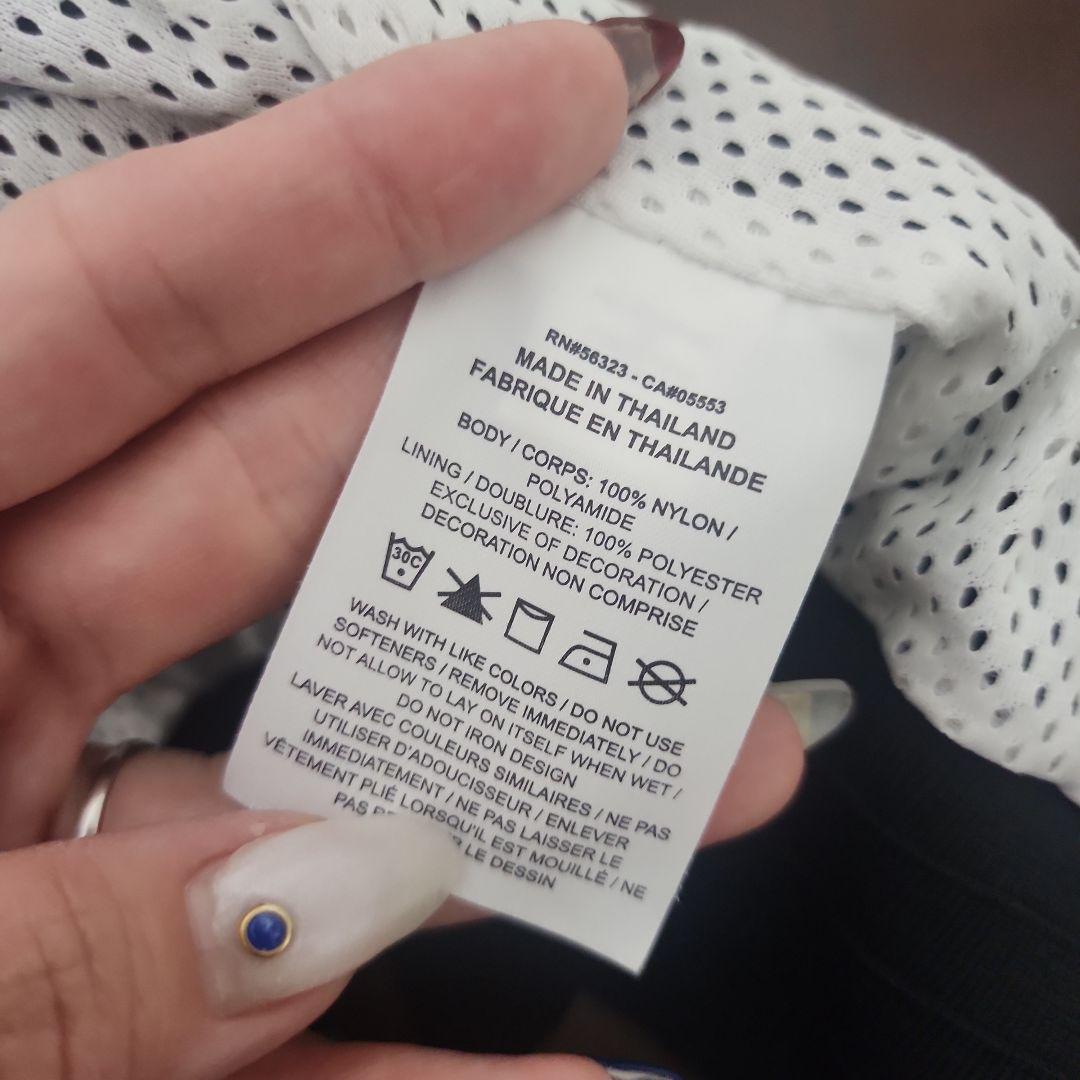 RN#56323 - CA#05553
MADE IN THAILAND
FABRIQUE EN THAILANDE
BODY / CORPS: 100% NYLON /
POLYAMIDE
LINING / DOUBLURE: 100% POLYESTER
EXCLUSIVE OF DECORATION /
DECORATION NON COMPRISE
30C
WASH WITH LIKE COLORS / DO NOT USE
SOFTENERS / REMOVE IMMEDIATELY / DO
NOT ALLOW TO LAY ON ITSELF WHEN WET /
DO NOT IRON DESIGN
LAVER AVEC COULEURS SIMILAIRES / NE PAS
UTILISER D'ADOUCISSEUR / ENLEVER
IMMEDIATEMENT / NE PAS LAISSER LE
VÊTEMENT PLIÉ LORSQU'IL EST MOUILLÉ / NE
PAS LE DESSIN